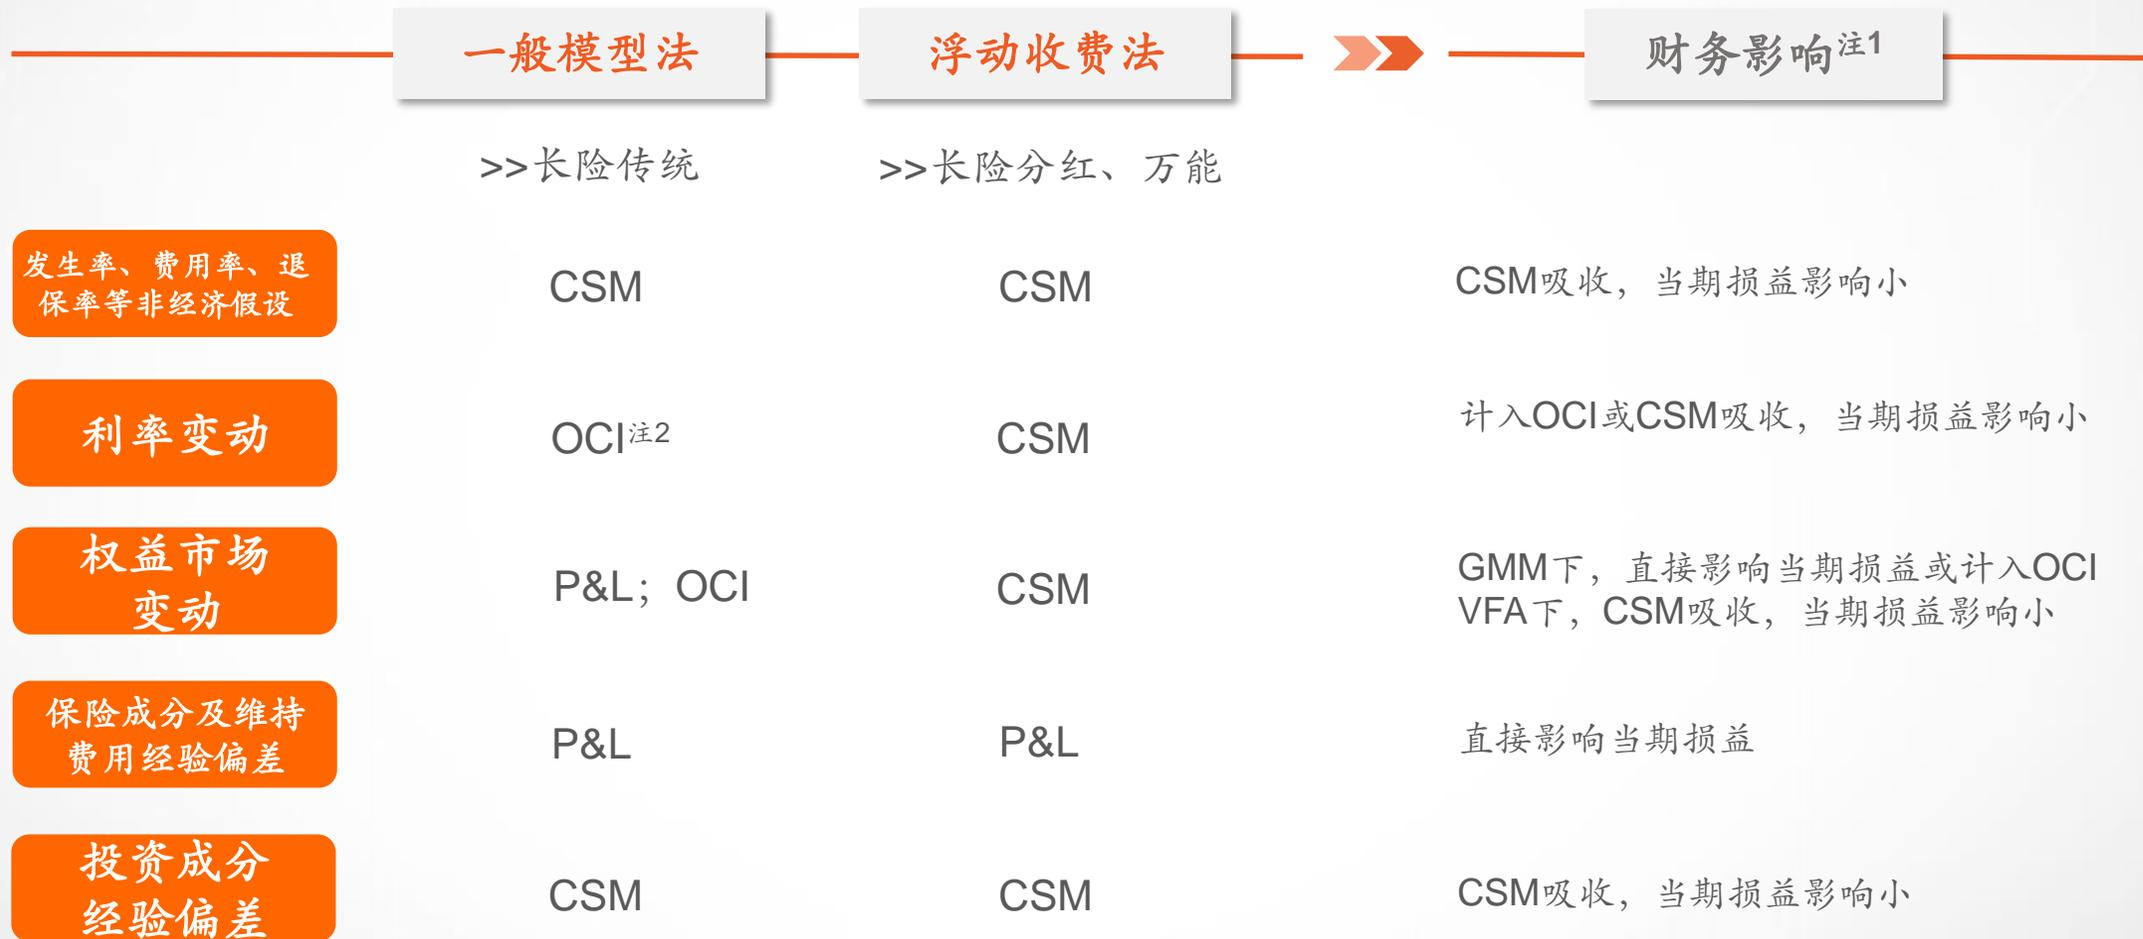 一般模型法 浮动收费法 财务影响注1
>>长险传统 >>长险分红、万能
发生率、费用率、退
保率等非经济假设
CSM CSM CSM吸收，当期损益影响小
利率变动 OCI注2 CSM 计入OCI或CSM吸收，当期损益影响小
权益市场
变动
P&L；OCI CSM
GMM下，直接影响当期损益或计入OCI
VFA下，CSM吸收，当期损益影响小
保险成分及维持
费用经验偏差
P&L P&L 直接影响当期损益
投资成分
经验偏差
CSM CSM CSM吸收，当期损益影响小